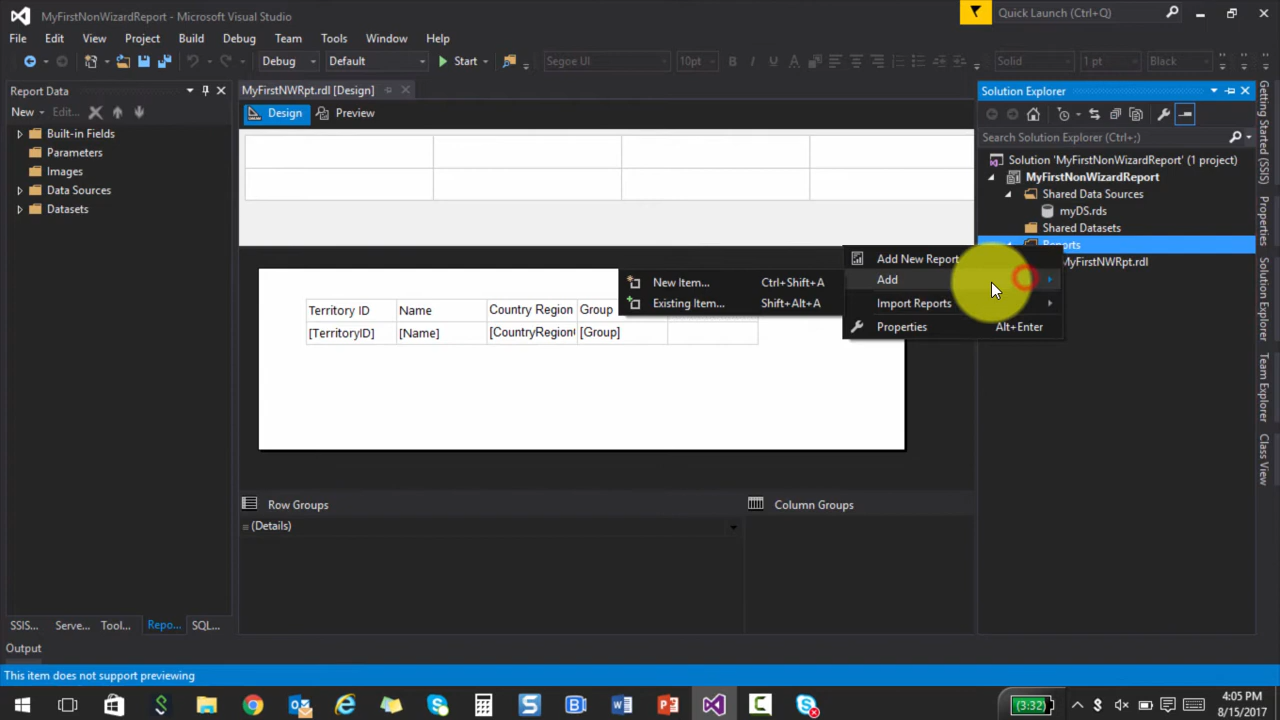 MyFirstNonWizardReport - Microsoft Visual Studio
Quick Launch (Ctrl+Q)
File Edit View Project Build Debug Team Tools Window Help
Debug Default Start Segoe UI 10pt B I U A Solid 1 pt Black
Report Data
New Edit...
Built-in Fields
Parameters
Images
Data Sources
Datasets
MyFirstNWRpt.rdl [Design]
Design Preview
Territory ID Name Country Region Group
[TerritoryID] [Name] [CountryRegion [Group]
Row Groups Column Groups
(Details)
New Item... Ctrl+Shift+A
Existing Item... Shift+Alt+A
Add New Report
Add
Import Reports
Properties Alt+Enter
Solution Explorer
Search Solution Explorer (Ctrl+;)
Solution 'MyFirstNonWizardReport' (1 project)
MyFirstNonWizardReport
Shared Data Sources
myDS.rds
Shared Datasets
Reports
MyFirstNWRpt.rdl
Getting Started (SSIS)
Properties
Solution Explorer
Team Explorer
Class View
SSIS... Serve... Tool... Repo... SQL...
Output
This item does not support previewing
(3:32)
4:05 PM
8/15/2017